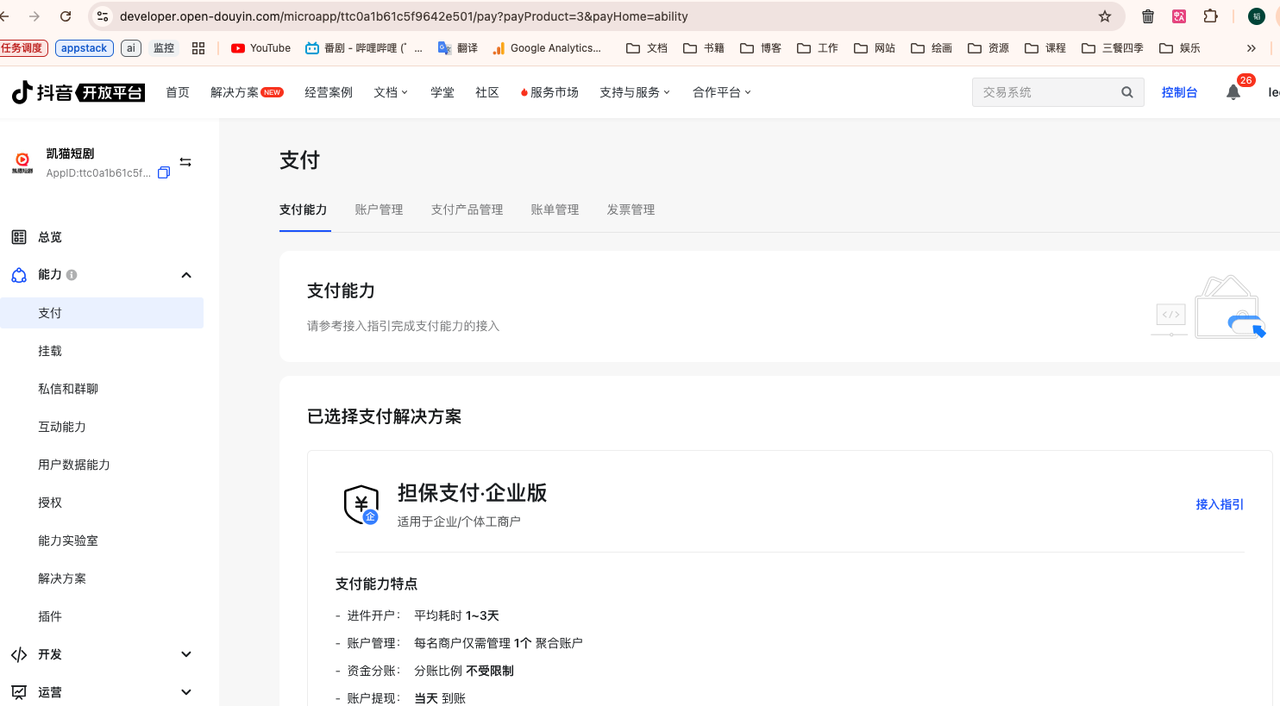 developer.open-douyin.com/microapp/ttc0a1b61c5f9642e501/pay?payProduct=3&payHome=ability
任务调度 appstack ai 监控 YouTube 番剧 - 哔哩哔哩 (゜ ... 翻译 Google Analytics... 文档 书籍 博客 工作 网站 绘画 资源 课程 三餐四季 娱乐 »
抖音 开放平台 首页 解决方案 NEW 经营案例 文档 学堂 社区 服务市场 支持与服务 合作平台 交易系统 控制台 26
凯猫短剧
AppID:ttc0a1b61c5f...
总览
能力
支付
挂载
私信和群聊
互动能力
用户数据能力
授权
能力实验室
解决方案
插件
开发
运营
支付
支付能力 账户管理 支付产品管理 账单管理 发票管理
支付能力
请参考接入指引完成支付能力的接入
已选择支付解决方案
担保支付·企业版
适用于企业/个体工商户
接入指引
支付能力特点
- 进件开户： 平均耗时 1~3天
- 账户管理： 每名商户仅需管理 1个 聚合账户
- 资金分账： 分账比例 不受限制
- 账户提现： 当天 到账